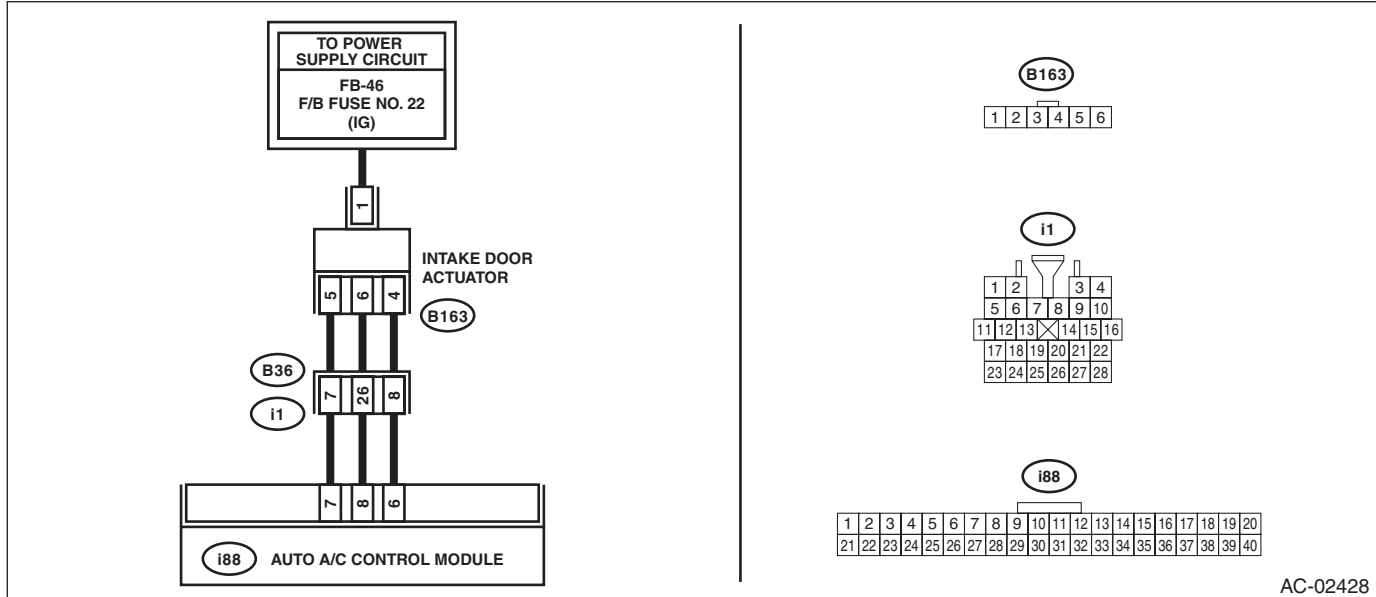 TO POWER
SUPPLY CIRCUIT
FB-46
F/B FUSE NO. 22
(IG)
1
INTAKE DOOR
ACTUATOR
5 6 4
B163
B36
7 26 8
i1
7 8 6
i88 AUTO A/C CONTROL MODULE
B163
1 2 3 4 5 6
i1
1 2 3 4
5 6 7 8 9 10
11 12 13 14 15 16
17 18 19 20 21 22
23 24 25 26 27 28
i88
1 2 3 4 5 6 7 8 9 10 11 12 13 14 15 16 17 18 19 20
21 22 23 24 25 26 27 28 29 30 31 32 33 34 35 36 37 38 39 40
AC-02428